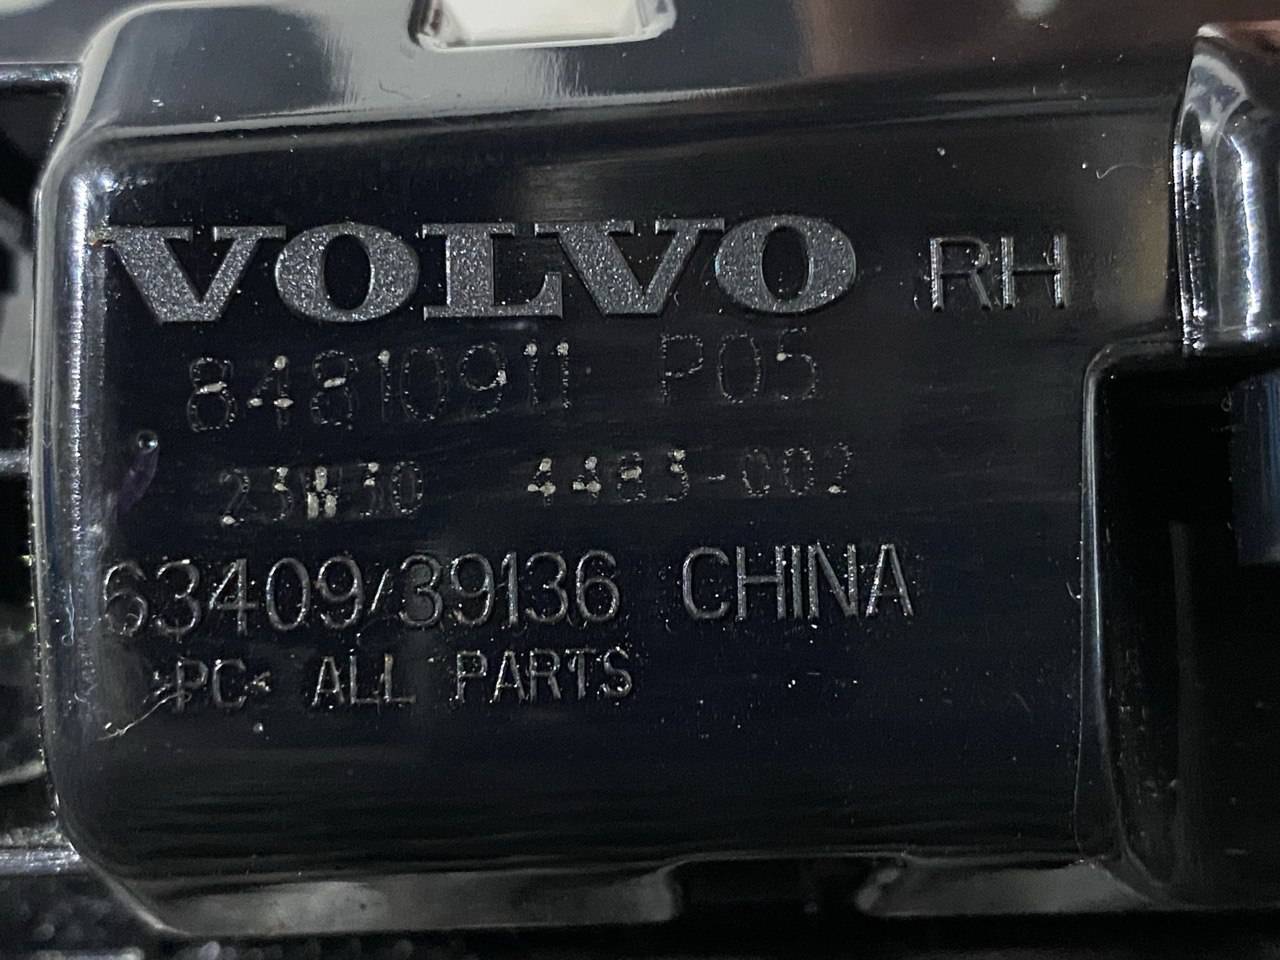 VOLVO RH
84810911 P05
23W30 4483-002
63409/39136 CHINA
>PC< ALL PARTS